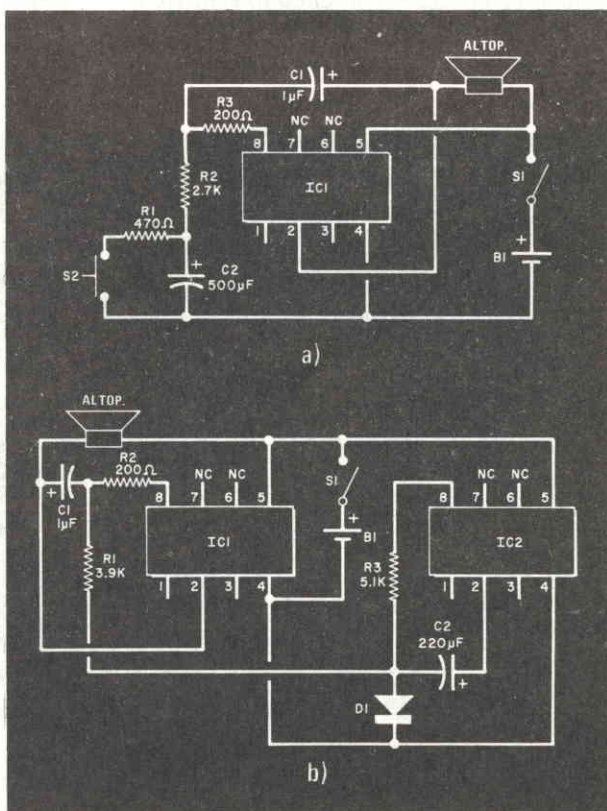 ALTOP.
C1
1µF
+
R3
200Ω
NC NC
8 7 6 5
S1
R2
2.7K
IC1
R1
470Ω
1 2 3 4
+
B1
S2
+
C2
500µF
a)
ALTOP.
R2
200Ω
NC NC
S1
NC NC
+
C1
1µF
8 7 6 5
8 7 6 5
+
B1
IC1
IC2
R1
3.9K
R3
5.1K
1 2 3 4
1 2 3 4
C2
220µF
+
D1
b)